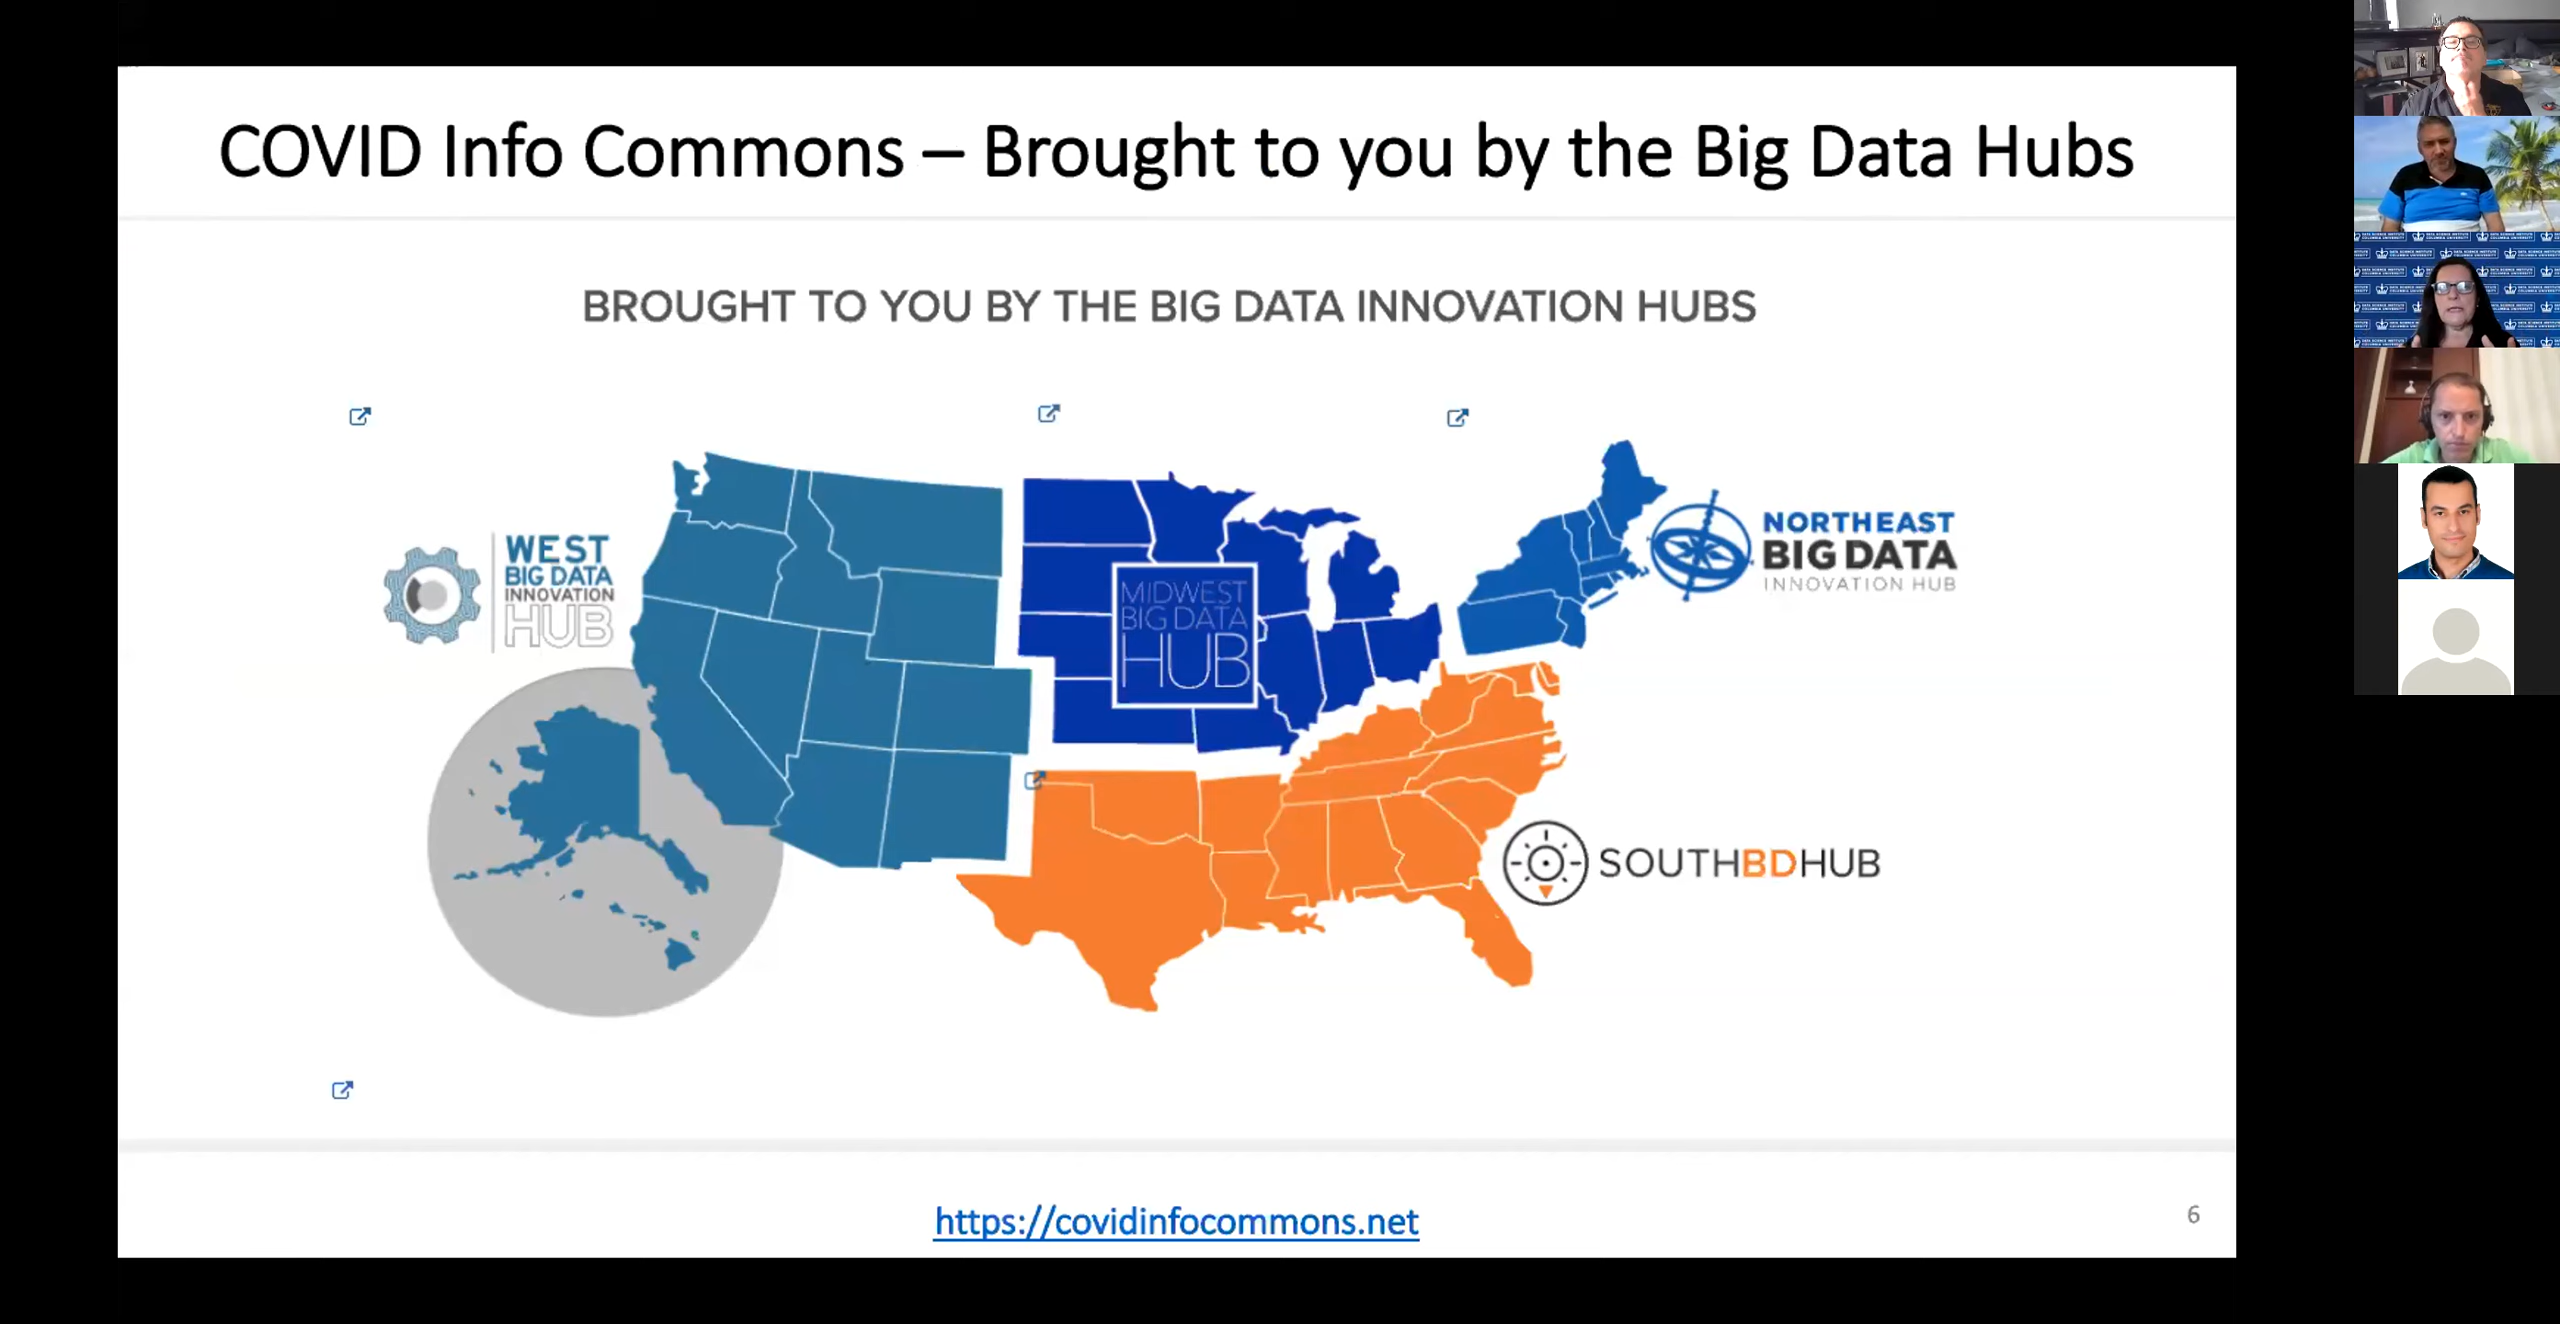 COVID Info Commons – Brought to you by the Big Data Hubs
BROUGHT TO YOU BY THE BIG DATA INNOVATION HUBS
WEST
BIG DATA
INNOVATION
HUB
MIDWEST
BIG DATA
HUB
NORTHEAST
BIG DATA
INNOVATION HUB
SOUTHBDHUB
https://covidinfocommons.net
6